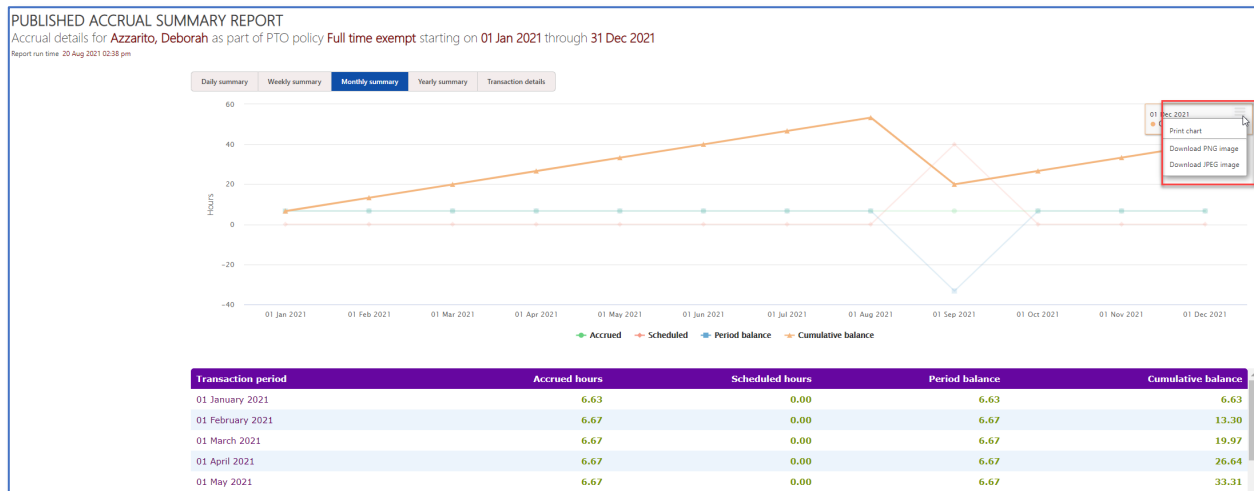 PUBLISHED ACCRUAL SUMMARY REPORT
Accrual details for Azzarito, Deborah as part of PTO policy Full time exempt starting on 01 Jan 2021 through 31 Dec 2021
Report run time 20 Aug 2021 02:38 pm
Daily summary Weekly summary Monthly summary Yearly summary Transaction details
60
01 Dec 2021
Print chart
Download PNG image
Download JPEG image
40
20
Hours
0
−20
−40
01 Jan 2021 01 Feb 2021 01 Mar 2021 01 Apr 2021 01 May 2021 01 Jun 2021 01 Jul 2021 01 Aug 2021 01 Sep 2021 01 Oct 2021 01 Nov 2021 01 Dec 2021
Accrued Scheduled Period balance Cumulative balance
Transaction period Accrued hours Scheduled hours Period balance Cumulative balance
01 January 2021 6.63 0.00 6.63 6.63
01 February 2021 6.67 0.00 6.67 13.30
01 March 2021 6.67 0.00 6.67 19.97
01 April 2021 6.67 0.00 6.67 26.64
01 May 2021 6.67 0.00 6.67 33.31